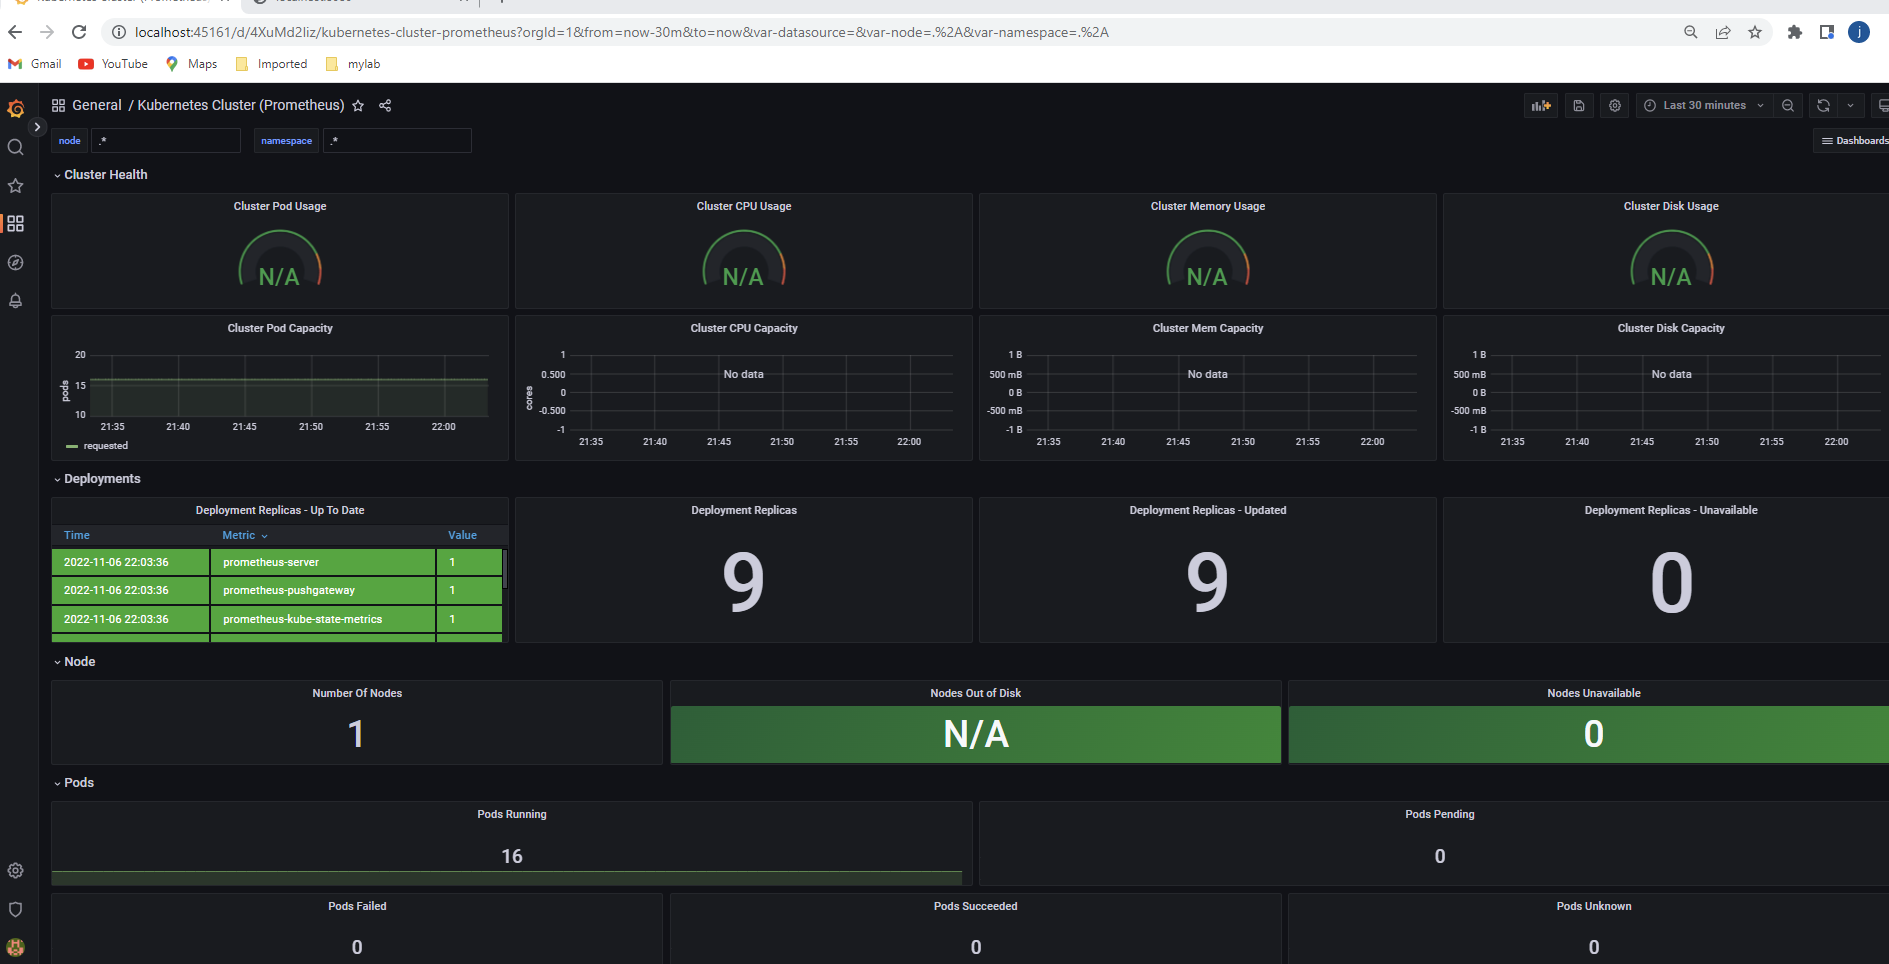 localhost:45161/d/4XuMd2liz/kubernetes-cluster-prometheus?orgId=1&from=now-30m&to=now&var-datasource=&var-node=.%2A&var-namespace=.%2A
j
Gmail YouTube Maps Imported mylab
General / Kubernetes Cluster (Prometheus)
Last 30 minutes
node .* namespace .*
Dashboards
Cluster Health
Cluster Pod Usage
N/A
Cluster CPU Usage
N/A
Cluster Memory Usage
N/A
Cluster Disk Usage
N/A
Cluster Pod Capacity
pods
20
15
10
21:35 21:40 21:45 21:50 21:55 22:00
requested
Cluster CPU Capacity
cores
1
0.500
0
-0.500
-1
No data
21:35 21:40 21:45 21:50 21:55 22:00
Cluster Mem Capacity
1 B
500 mB
0 B
-500 mB
-1 B
No data
21:35 21:40 21:45 21:50 21:55 22:00
Cluster Disk Capacity
1 B
500 mB
0 B
-500 mB
-1 B
No data
21:35 21:40 21:45 21:50 21:55 22:00
Deployments
Deployment Replicas - Up To Date
Time Metric Value
2022-11-06 22:03:36 prometheus-server 1
2022-11-06 22:03:36 prometheus-pushgateway 1
2022-11-06 22:03:36 prometheus-kube-state-metrics 1
Deployment Replicas
9
Deployment Replicas - Updated
9
Deployment Replicas - Unavailable
0
Node
Number Of Nodes
1
Nodes Out of Disk
N/A
Nodes Unavailable
0
Pods
Pods Running
16
Pods Pending
0
Pods Failed
0
Pods Succeeded
0
Pods Unknown
0